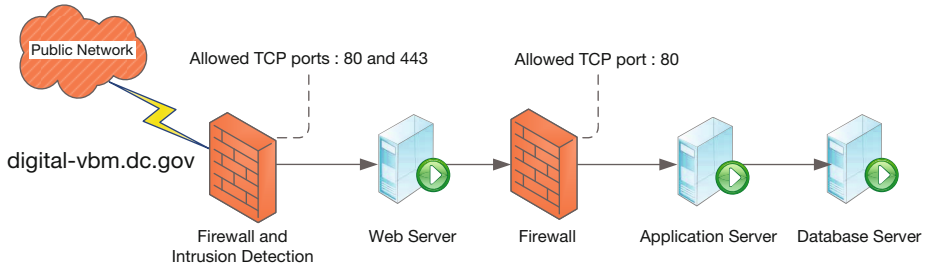 Public Network
Allowed TCP ports : 80 and 443
Allowed TCP port : 80
digital-vbm.dc.gov
Firewall and
Intrusion Detection
Web Server
Firewall
Application Server
Database Server